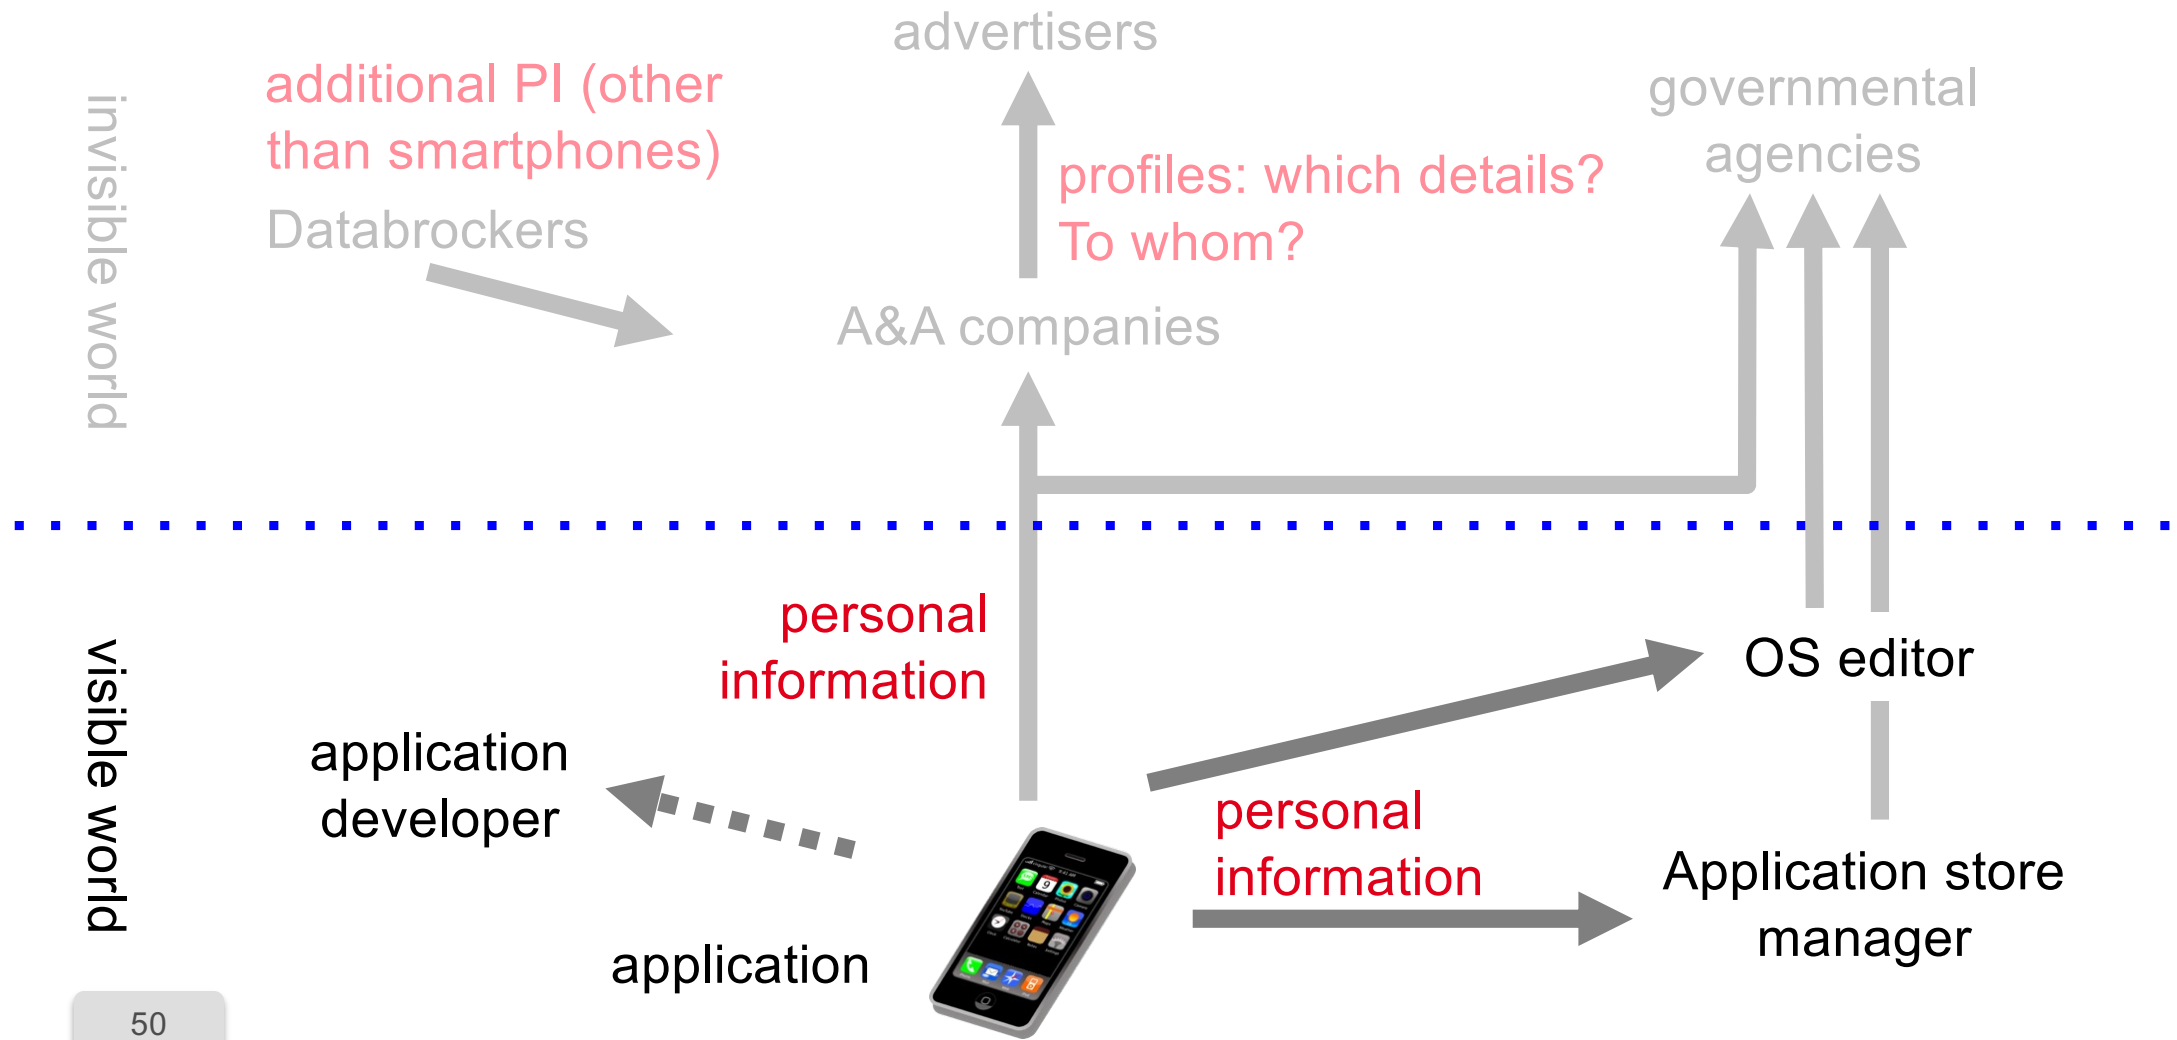 advertisers
additional PI (other
than smartphones)
governmental
agencies
invisible world
profiles: which details?
To whom?
Databrockers
A&A companies
personal
information
OS editor
visible world
application
developer
personal
information
Application store
manager
application
50